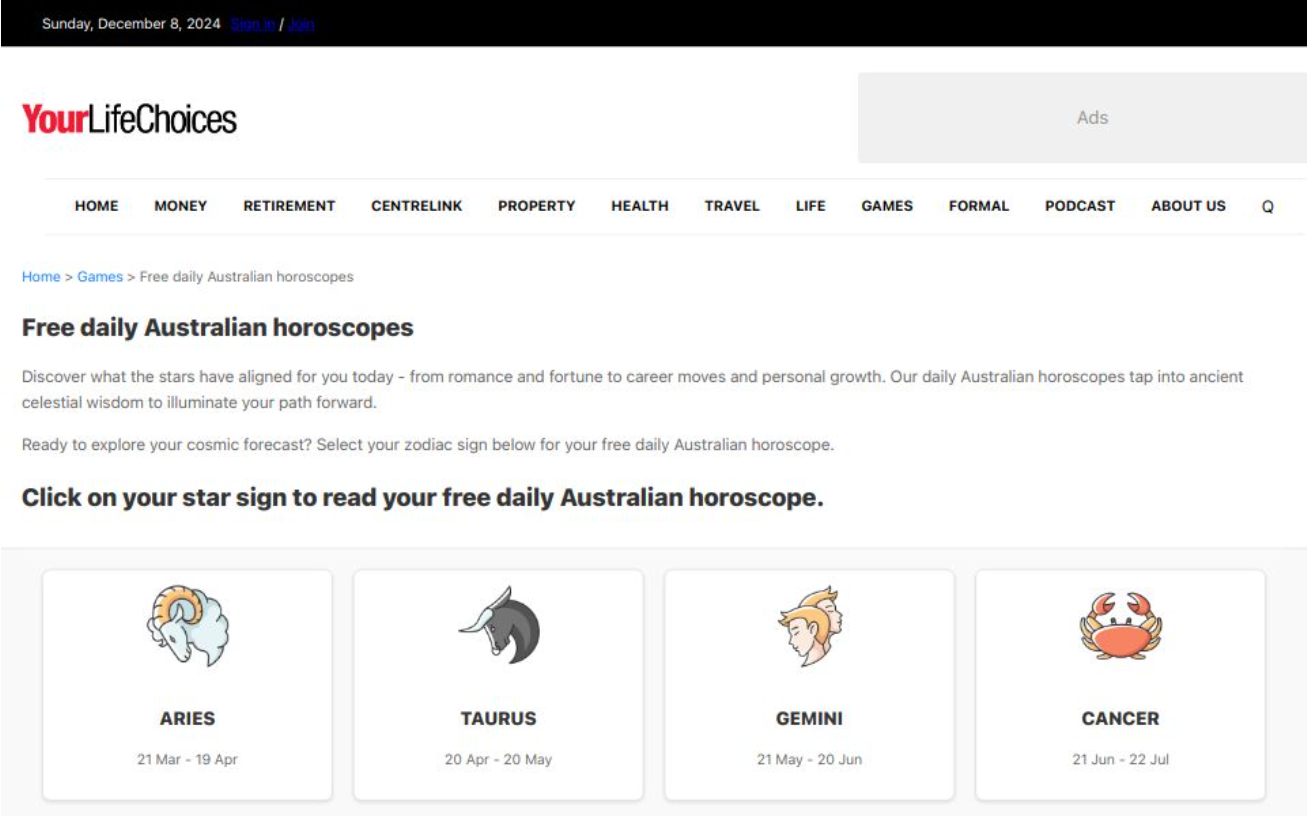 Sunday, December 8, 2024 Sign in / Join
YourLifeChoices
Ads
HOME MONEY RETIREMENT CENTRELINK PROPERTY HEALTH TRAVEL LIFE GAMES FORMAL PODCAST ABOUT US Q
Home > Games > Free daily Australian horoscopes
Free daily Australian horoscopes
Discover what the stars have aligned for you today - from romance and fortune to career moves and personal growth. Our daily Australian horoscopes tap into ancient
celestial wisdom to illuminate your path forward.
Ready to explore your cosmic forecast? Select your zodiac sign below for your free daily Australian horoscope.
Click on your star sign to read your free daily Australian horoscope.
ARIES TAURUS GEMINI CANCER
21 Mar - 19 Apr 20 Apr - 20 May 21 May - 20 Jun 21 Jun - 22 Jul